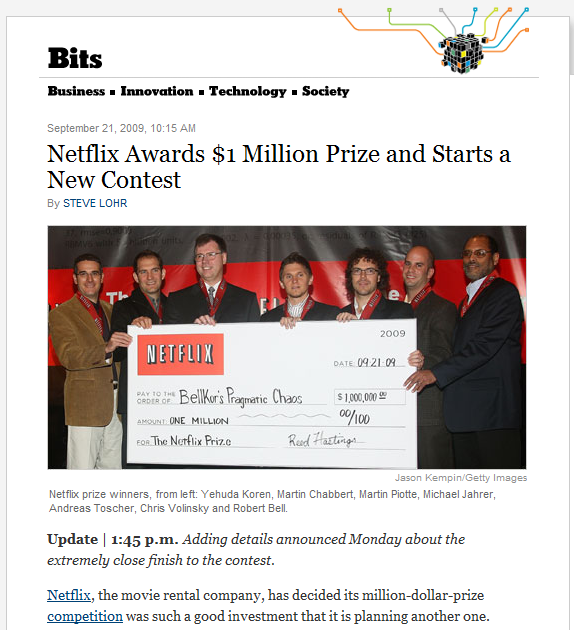 Bits
Business ▪ Innovation ▪ Technology ▪ Society
September 21, 2009, 10:15 AM
Netflix Awards $1 Million Prize and Starts a
New Contest
By STEVE LOHR
2009
NETFLIX
DATE: 09-21-09
PAY TO THE
ORDER OF: BellKor's Pragmatic Chaos
$ 1,000,000 00
AMOUNT: ONE MILLION 00/100
FOR: The Netflix Prize Reed Hastings
Jason Kempin/Getty Images
Netflix prize winners, from left: Yehuda Koren, Martin Chabbert, Martin Piotte, Michael Jahrer,
Andreas Toscher, Chris Volinsky and Robert Bell.
Update | 1:45 p.m. Adding details announced Monday about the
extremely close finish to the contest.
Netflix, the movie rental company, has decided its million-dollar-prize
competition was such a good investment that it is planning another one.